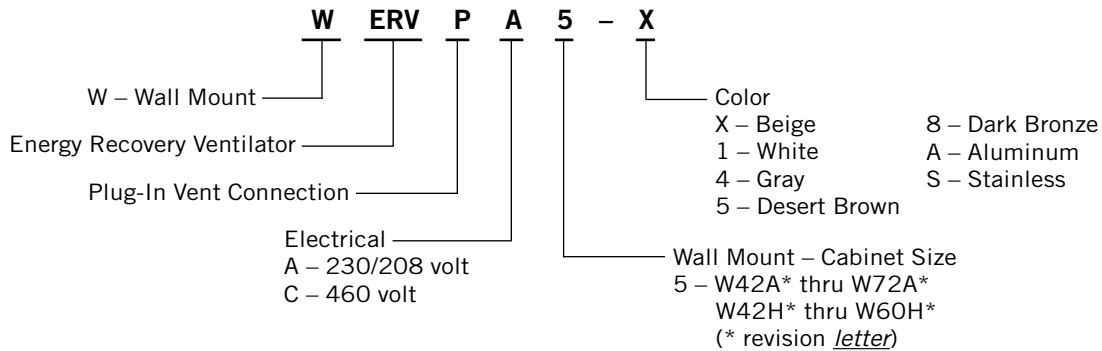 W ERV P A 5 – X
W – Wall Mount
Energy Recovery Ventilator
Plug-In Vent Connection
Electrical
A – 230/208 volt
C – 460 volt
Color
X – Beige
1 – White
4 – Gray
5 – Desert Brown
8 – Dark Bronze
A – Aluminum
S – Stainless
Wall Mount – Cabinet Size
5 – W42A* thru W72A*
W42H* thru W60H*
(* revision letter)